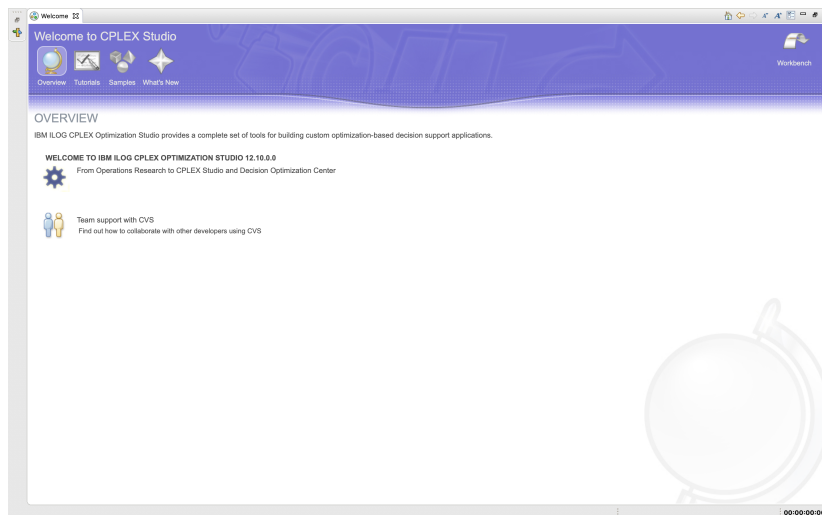 Welcome
Welcome to CPLEX Studio
Overview Tutorials Samples What's New
Workbench
OVERVIEW
IBM ILOG CPLEX Optimization Studio provides a complete set of tools for building custom optimization-based decision support applications.
WELCOME TO IBM ILOG CPLEX OPTIMIZATION STUDIO 12.10.0.0
From Operations Research to CPLEX Studio and Decision Optimization Center
Team support with CVS
Find out how to collaborate with other developers using CVS